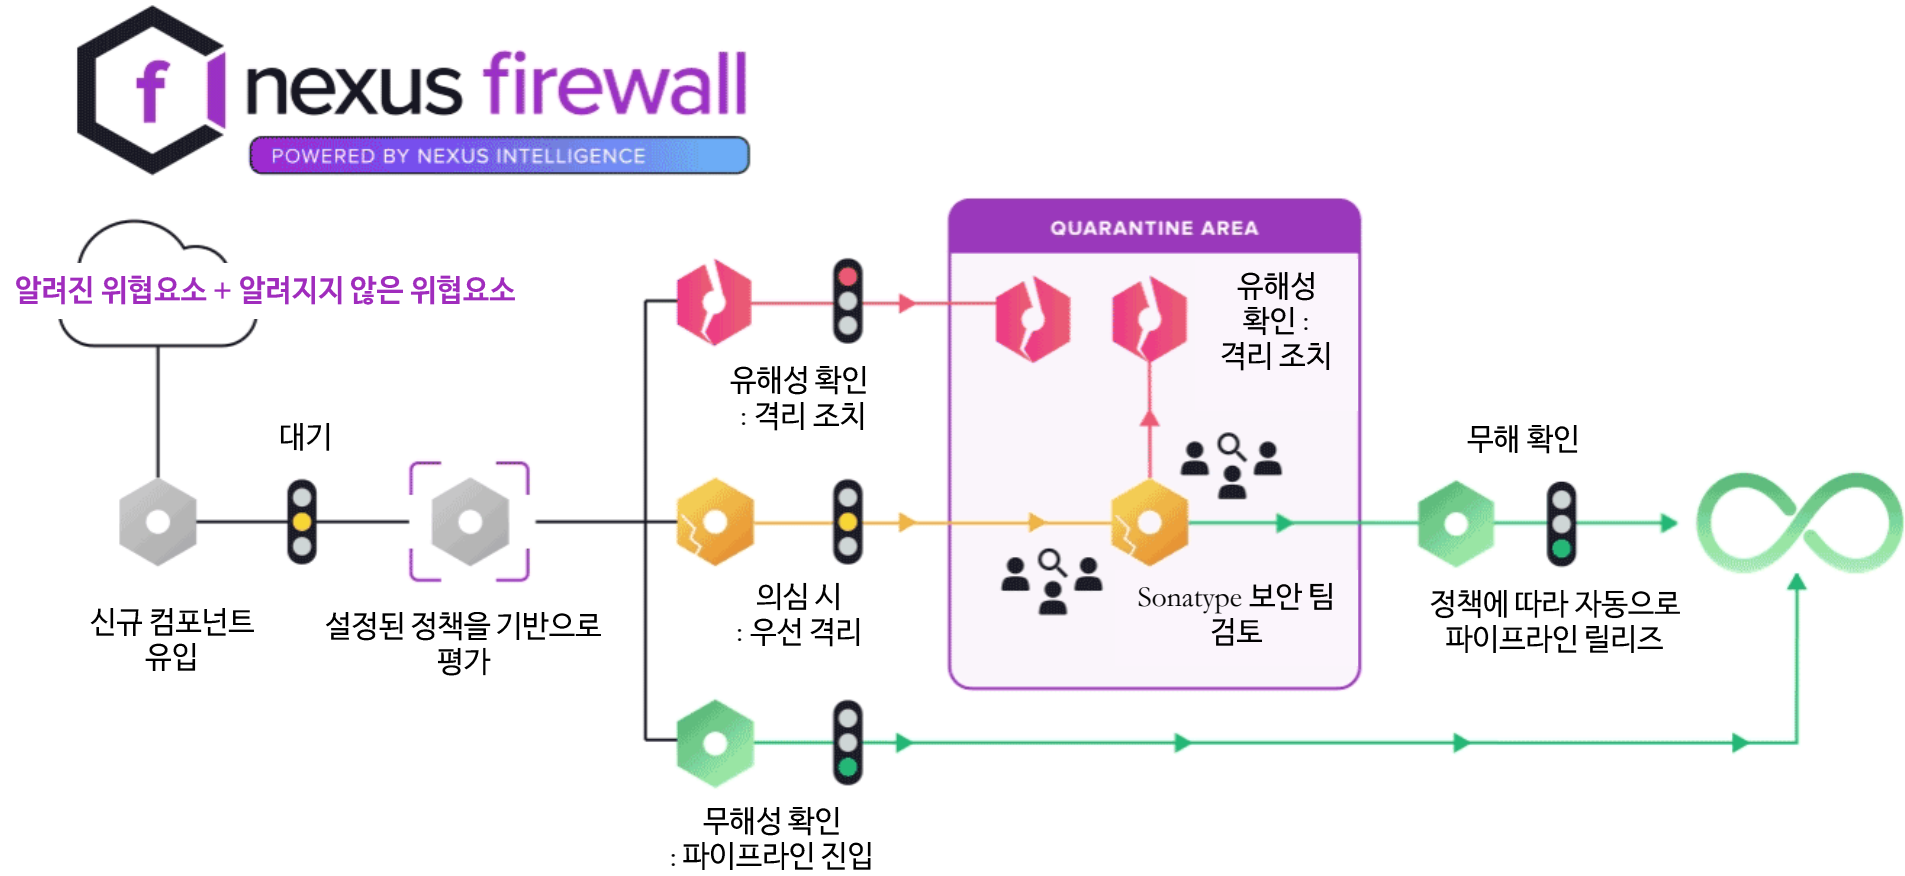 f
nexus firewall
POWERED BY NEXUS INTELLIGENCE
알려진 위협요소 + 알려지지 않은 위협요소
QUARANTINE AREA
유해성
확인 :
격리 조치
유해성 확인
: 격리 조치
대기
무해 확인
신규 컴포넌트
유입
설정된 정책을 기반으로
평가
의심 시
: 우선 격리
Sonatype 보안 팀
검토
정책에 따라 자동으로
파이프라인 릴리즈
무해성 확인
: 파이프라인 진입